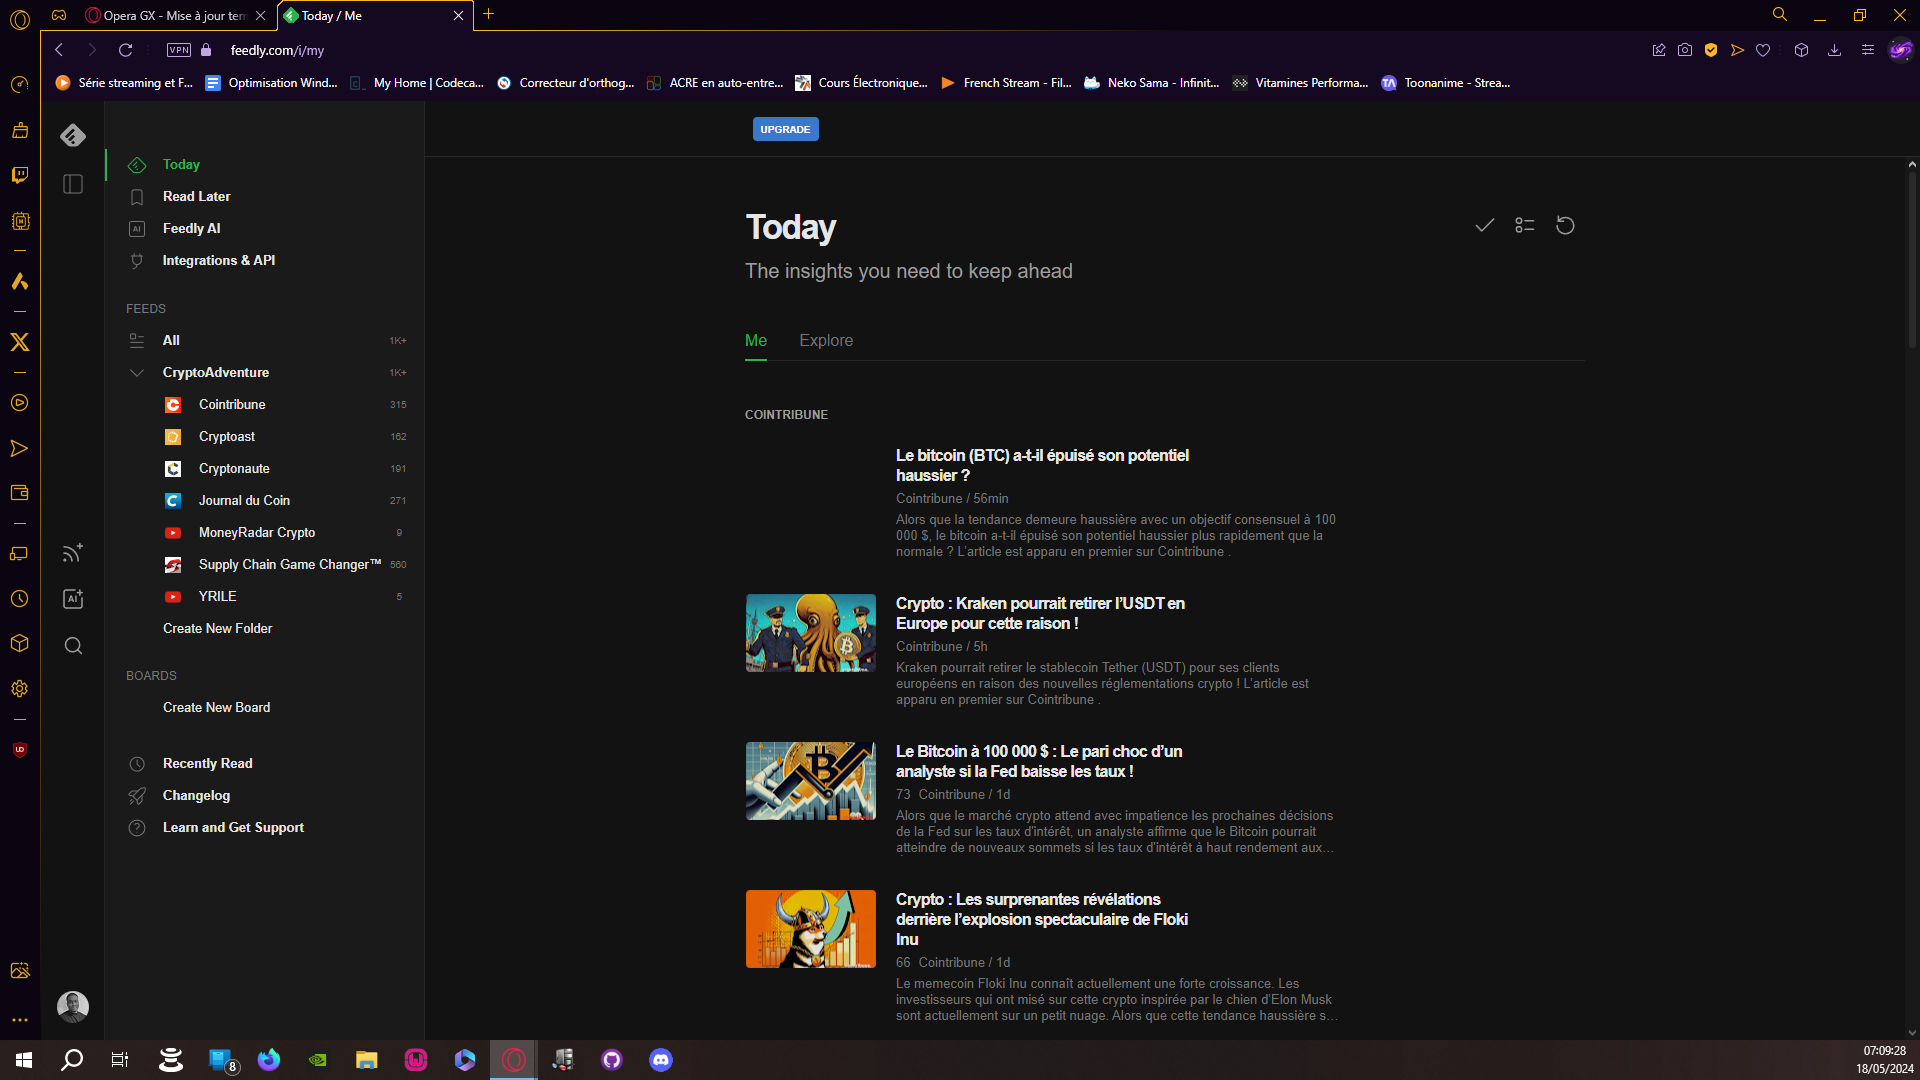 Opera GX - Mise à jour tern
Today / Me
VPN
feedly.com/i/my
Série streaming et F...
Optimisation Wind...
My Home | Codeca...
Correcteur d'orthog...
ACRE en auto-entre...
Cours Électronique...
French Stream - Fil...
Neko Sama - Infinit...
Vitamines Performa...
TA
Toonanime - Strea...
UPGRADE
Today
Read Later
AI
Feedly AI
Integrations & API
FEEDS
All 1K+
CryptoAdventure 1K+
Cointribune 315
Cryptoast 162
Cryptonaute 191
Journal du Coin 271
MoneyRadar Crypto 9
Supply Chain Game Changer™ 560
YRILE 5
Create New Folder
BOARDS
Create New Board
Recently Read
Changelog
Learn and Get Support
AI
Today
The insights you need to keep ahead
Me Explore
COINTRIBUNE
Le bitcoin (BTC) a-t-il épuisé son potentiel
haussier ?
Cointribune / 56min
Alors que la tendance demeure haussière avec un objectif consensuel à 100
000 $, le bitcoin a-t-il épuisé son potentiel haussier plus rapidement que la
normale ? L'article est apparu en premier sur Cointribune .
Crypto : Kraken pourrait retirer l'USDT en
Europe pour cette raison !
Cointribune / 5h
Kraken pourrait retirer le stablecoin Tether (USDT) pour ses clients
européens en raison des nouvelles réglementations crypto ! L'article est
apparu en premier sur Cointribune .
Le Bitcoin à 100 000 $ : Le pari choc d'un
analyste si la Fed baisse les taux !
73 Cointribune / 1d
Alors que le marché crypto attend avec impatience les prochaines décisions
de la Fed sur les taux d'intérêt, un analyste affirme que le Bitcoin pourrait
atteindre de nouveaux sommets si les taux d'intérêt à haut rendement aux…
Crypto : Les surprenantes révélations
derrière l'explosion spectaculaire de Floki
Inu
66 Cointribune / 1d
Le memecoin Floki Inu connaît actuellement une forte croissance. Les
investisseurs qui ont misé sur cette crypto inspirée par le chien d'Elon Musk
sont actuellement sur un petit nuage. Alors que cette tendance haussière s…
8
07:09:28
18/05/2024